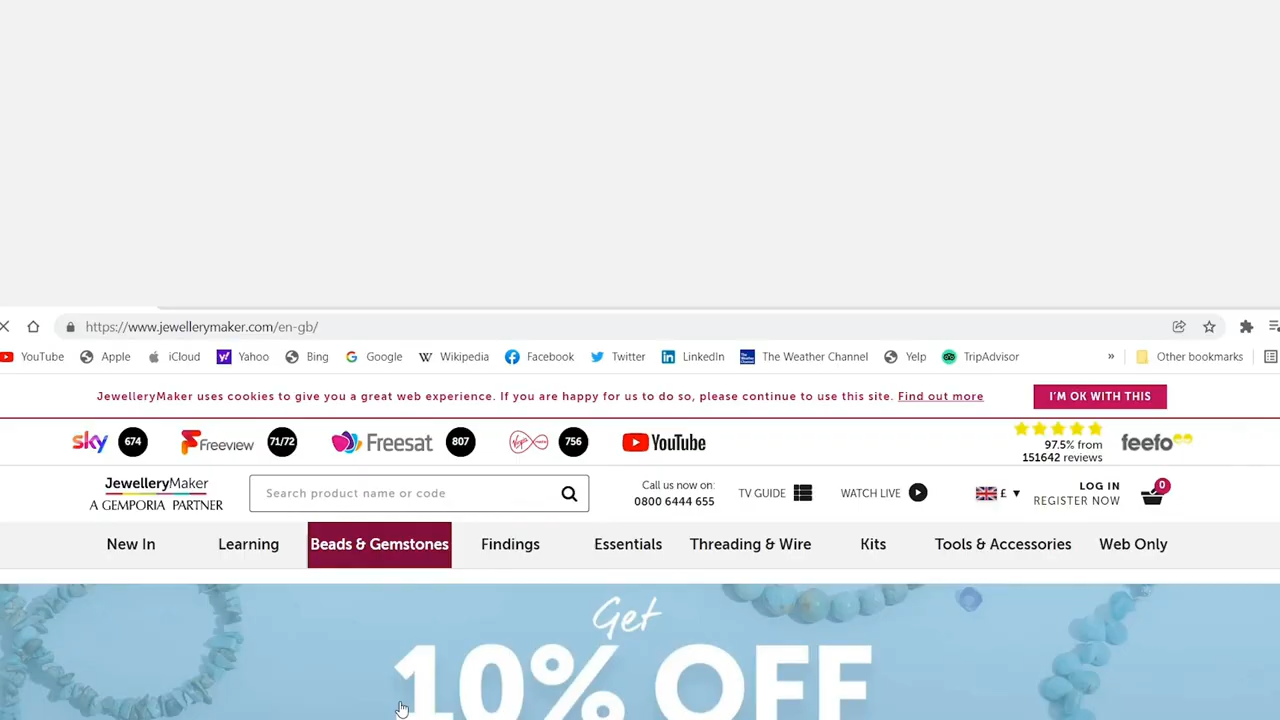 https://www.jewellerymaker.com/en-gb/
YouTube Apple iCloud Yahoo Bing Google Wikipedia Facebook Twitter LinkedIn The Weather Channel Yelp TripAdvisor » Other bookmarks
JewelleryMaker uses cookies to give you a great web experience. If you are happy for us to do so, please continue to use this site. Find out more I'M OK WITH THIS
sky 674 Freeview 71/72 Freesat 807 Virgin 756 YouTube
97.5% from
151642 reviews
feefo
JewelleryMaker
A GEMPORIA PARTNER
Search product name or code
Call us now on:
0800 6444 655
TV GUIDE
WATCH LIVE
£
LOG IN
REGISTER NOW
0
New In Learning Beads & Gemstones Findings Essentials Threading & Wire Kits Tools & Accessories Web Only
Get
10% OFF